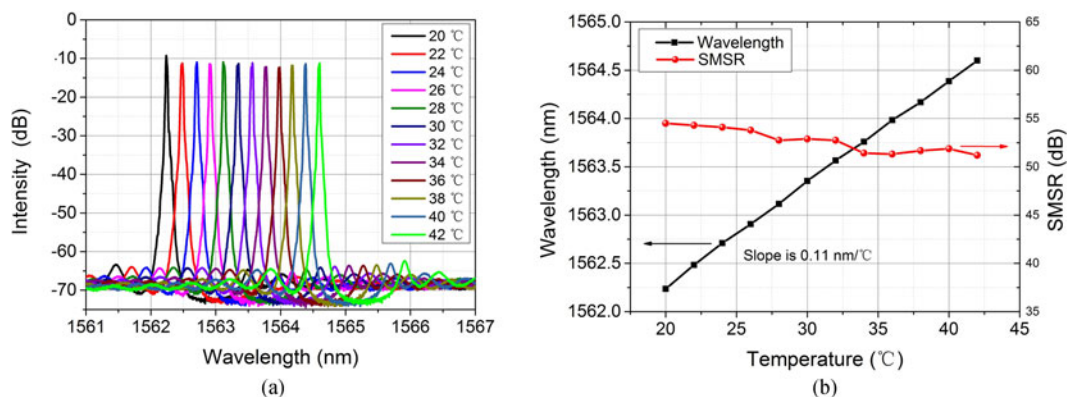 0
-10
-20
-30
-40
-50
-60
-70
Intensity (dB)
1561 1562 1563 1564 1565 1566 1567
Wavelength (nm)
20 ℃
22 ℃
24 ℃
26 ℃
28 ℃
30 ℃
32 ℃
34 ℃
36 ℃
38 ℃
40 ℃
42 ℃
(a)
1565.0
1564.5
1564.0
1563.5
1563.0
1562.5
1562.0
Wavelength (nm)
Wavelength
SMSR
Slope is 0.11 nm/℃
65
60
55
50
45
40
35
SMSR (dB)
15 20 25 30 35 40 45
Temperature (℃)
(b)